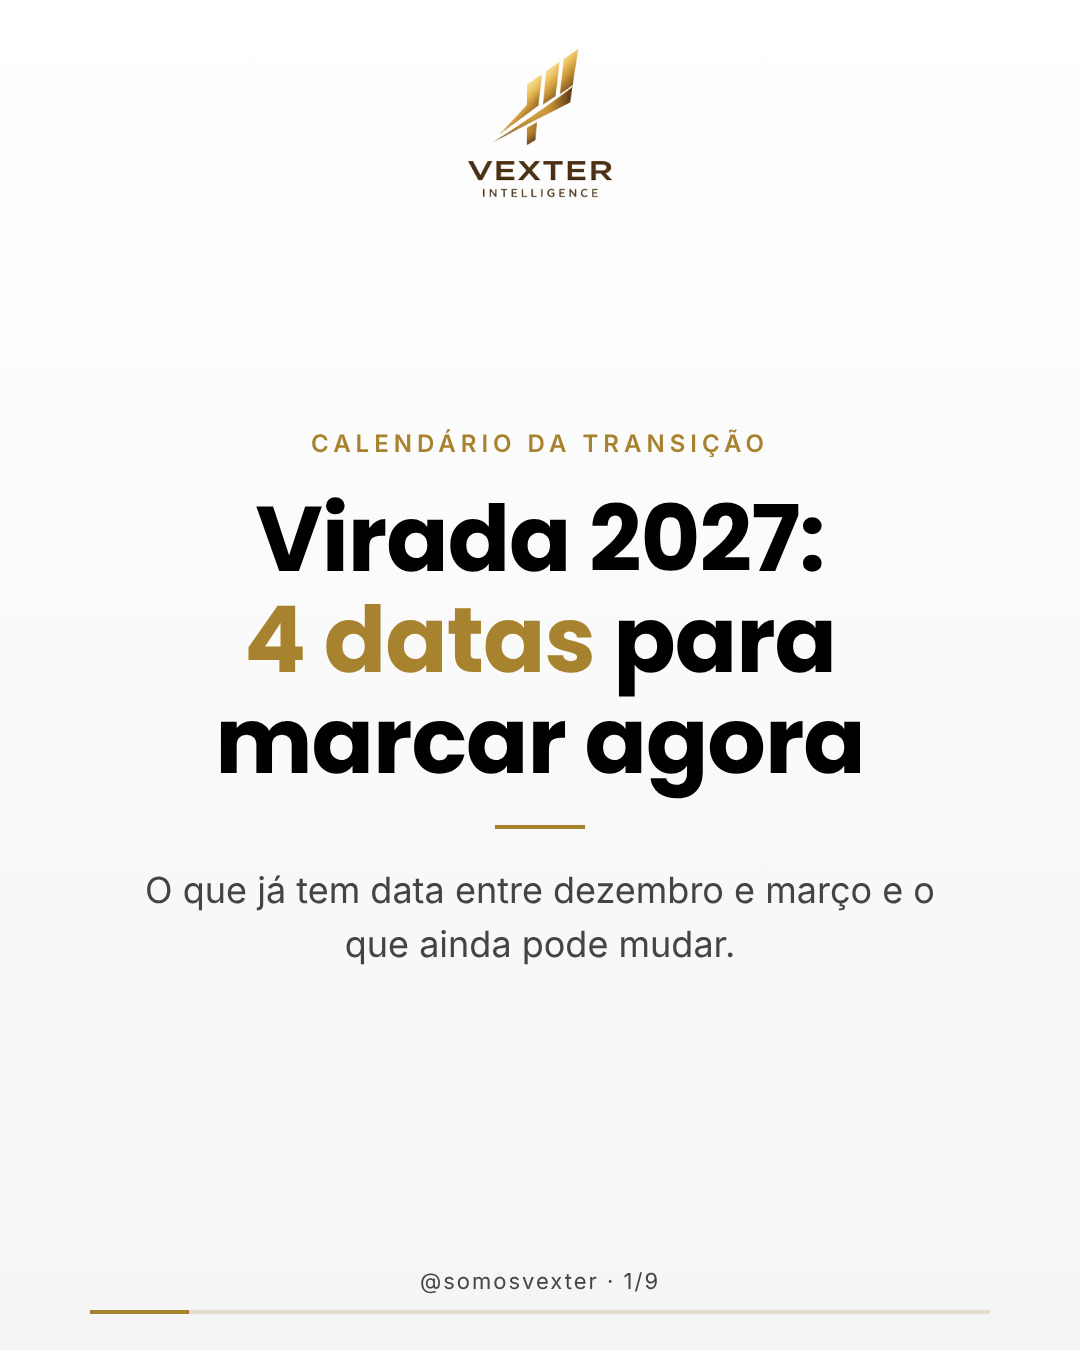 VEXTER
INTELLIGENCE
CALENDÁRIO DA TRANSIÇÃO
Virada 2027:
4 datas para
marcar agora
O que já tem data entre dezembro e março e o
que ainda pode mudar.
@somosvexter · 1/9